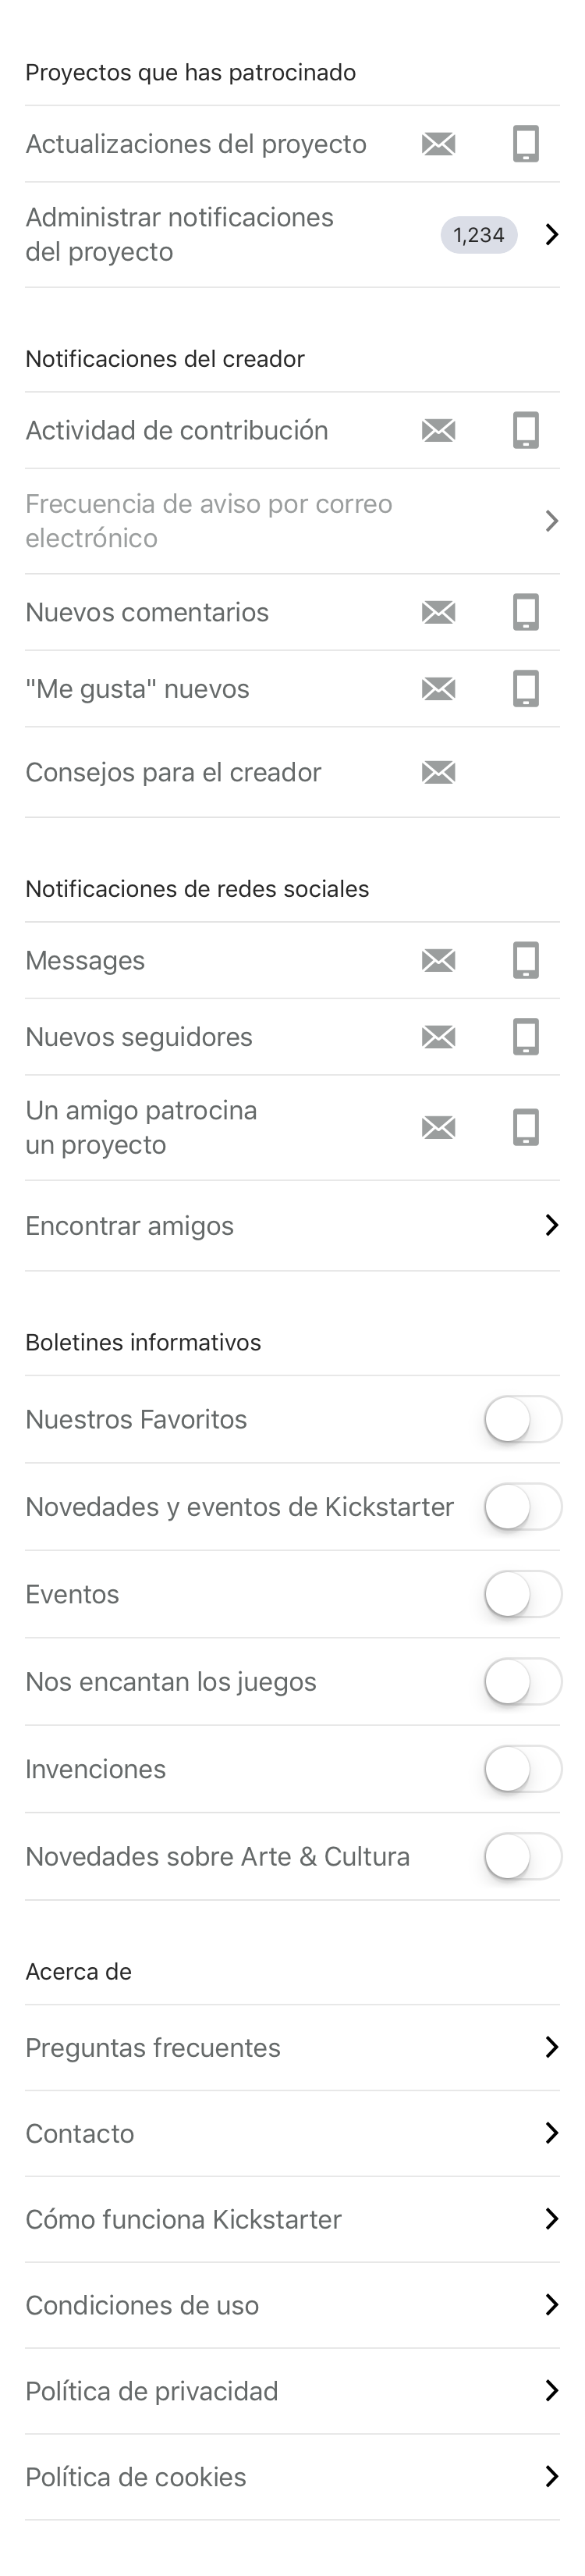 Proyectos que has patrocinado
Actualizaciones del proyecto
Administrar notificaciones
del proyecto
1,234
Notificaciones del creador
Actividad de contribución
Frecuencia de aviso por correo
electrónico
Nuevos comentarios
"Me gusta" nuevos
Consejos para el creador
Notificaciones de redes sociales
Messages
Nuevos seguidores
Un amigo patrocina
un proyecto
Encontrar amigos
Boletines informativos
Nuestros Favoritos
Novedades y eventos de Kickstarter
Eventos
Nos encantan los juegos
Invenciones
Novedades sobre Arte & Cultura
Acerca de
Preguntas frecuentes
Contacto
Cómo funciona Kickstarter
Condiciones de uso
Política de privacidad
Política de cookies